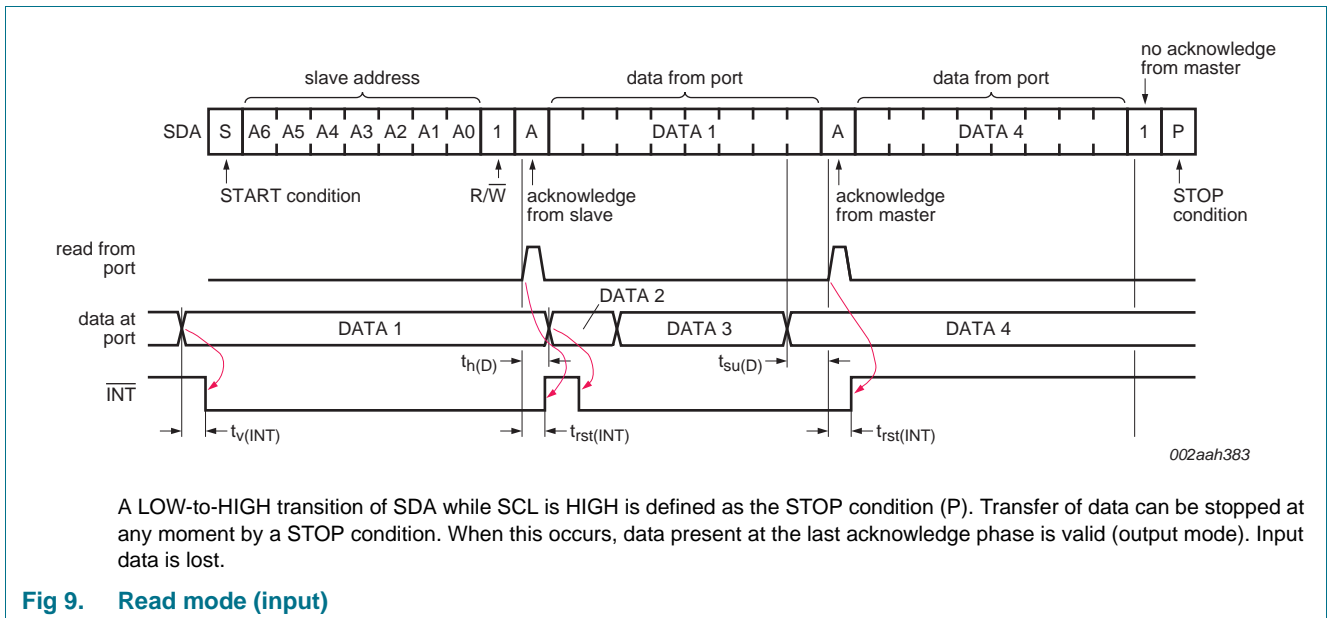 no acknowledge
from master
slave address
data from port
data from port
SDA S A6 A5 A4 A3 A2 A1 A0 1 A DATA 1 A DATA 4 1 P
START condition
R/W̅
acknowledge
from slave
acknowledge
from master
STOP
condition
read from
port
DATA 2
data at
port
DATA 1
DATA 3
DATA 4
th(D)
tsu(D)
I̅N̅T̅
tv(INT)
trst(INT)
trst(INT)
002aah383
A LOW-to-HIGH transition of SDA while SCL is HIGH is defined as the STOP condition (P). Transfer of data can be stopped at
any moment by a STOP condition. When this occurs, data present at the last acknowledge phase is valid (output mode). Input
data is lost.
Fig 9. Read mode (input)